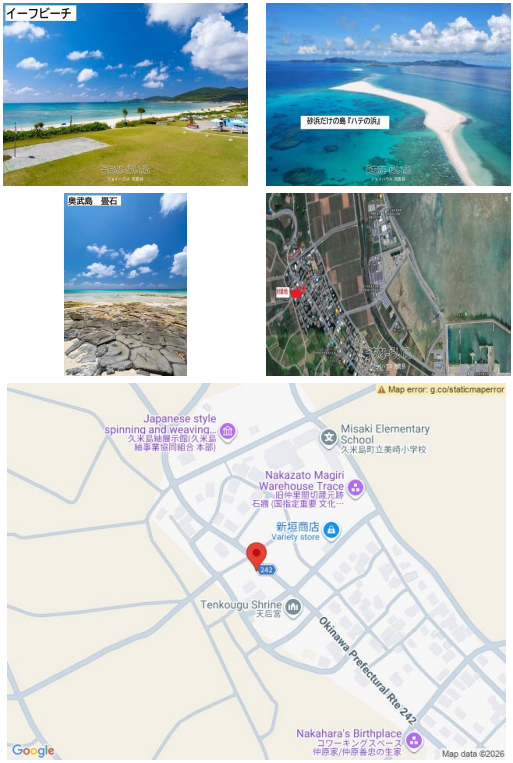 イーフビーチ
砂浜だけの島『ハテの浜』
奥武島 畳石
Map error: g.co/staticmaperror
Japanese style
spinning and weaving...
久米島紬展示館(久米島
紬事業協同組合 本部)
Misaki Elementary
School
久米島町立美崎小学校
Nakazato Magiri
Warehouse Trace
旧仲里間切蔵元跡
石牆 (国指定重要 文化…
新垣商店
Variety store
242
Tenkougu Shrine
天后宮
Okinawa Prefectural Rte 242
Nakahara's Birthplace
コワーキングスペース
仲原家/仲原善忠の生家
Google
Map data ©2026